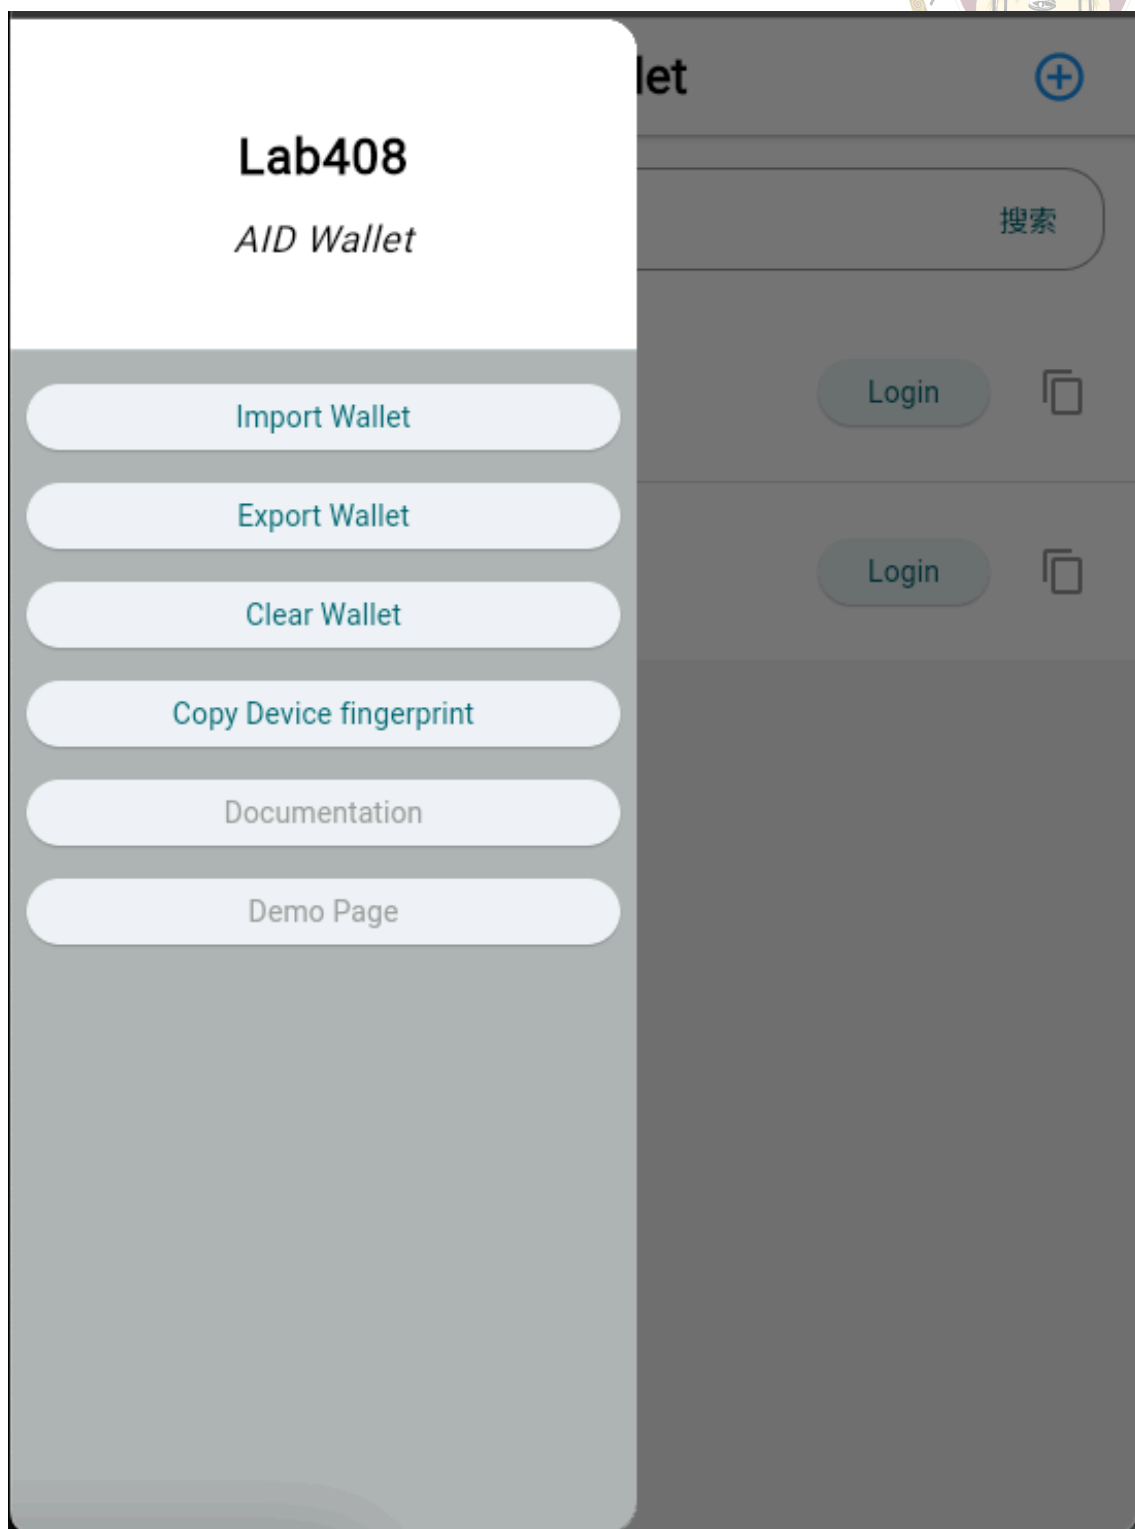 Lab408
AID Wallet
Import Wallet
Export Wallet
Clear Wallet
Copy Device fingerprint
Documentation
Demo Page
let
搜索
Login
Login